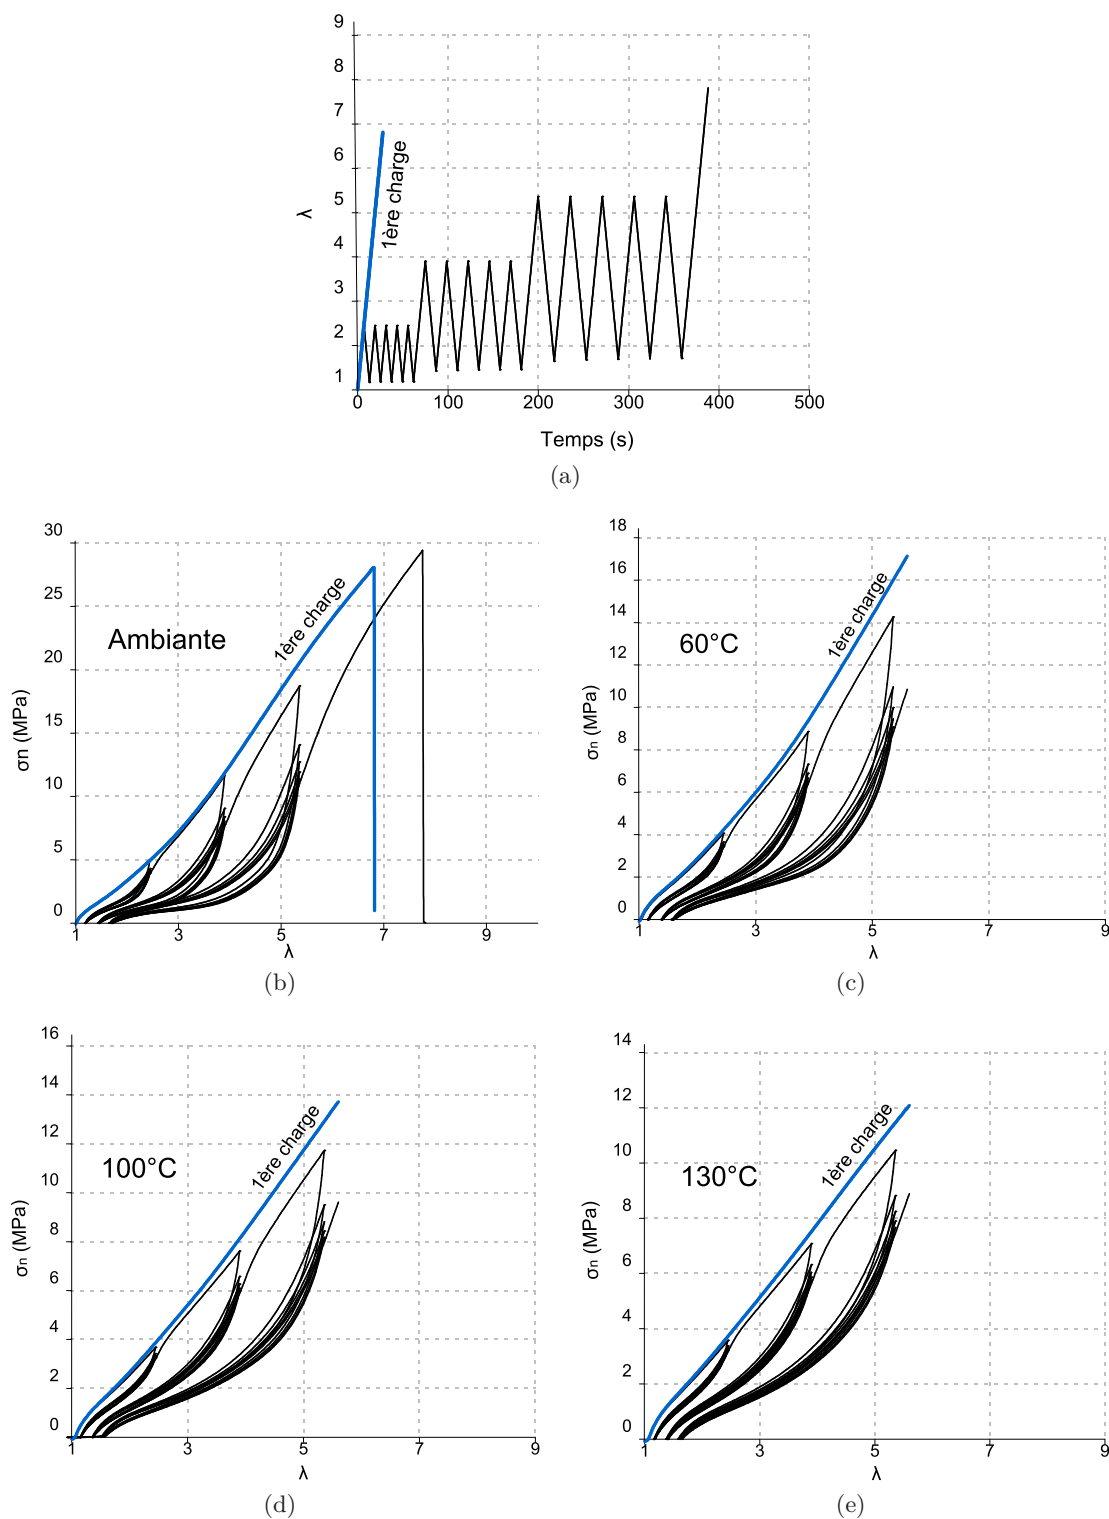 9
8
7
6
5
4
3
2
1
λ
1ère charge
0 100 200 300 400 500
Temps (s)
(a)
30
25
20
15
10
5
0
σn (MPa)
Ambiante
1ère charge
1 3 5 7 9
λ
(b)
18
16
14
12
10
8
6
4
2
0
σn (MPa)
60°C
1ère charge
1 3 5 7 9
λ
(c)
16
14
12
10
8
6
4
2
0
σn (MPa)
100°C
1ère charge
1 3 5 7 9
λ
(d)
14
12
10
8
6
4
2
0
σn (MPa)
130°C
1ère charge
1 3 5 7 9
λ
(e)